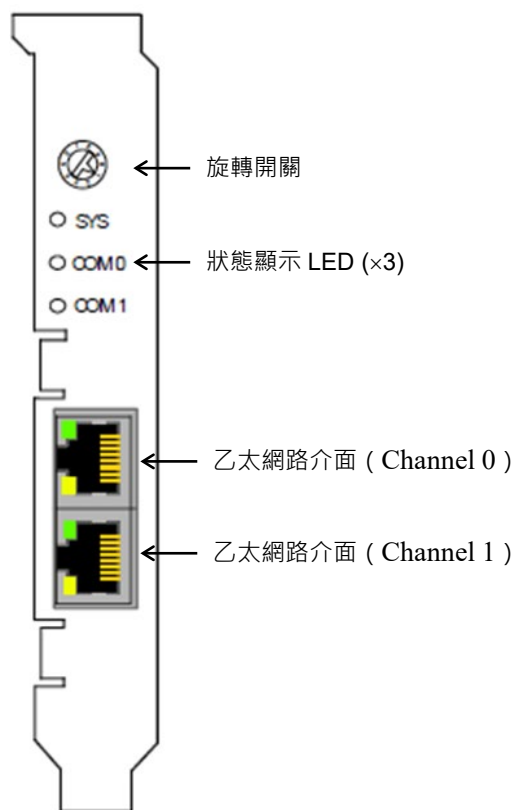 旋轉開關
SYS
COM0
狀態顯示 LED (×3)
COM1
乙太網路介面 ( Channel 0 )
乙太網路介面 ( Channel 1 )